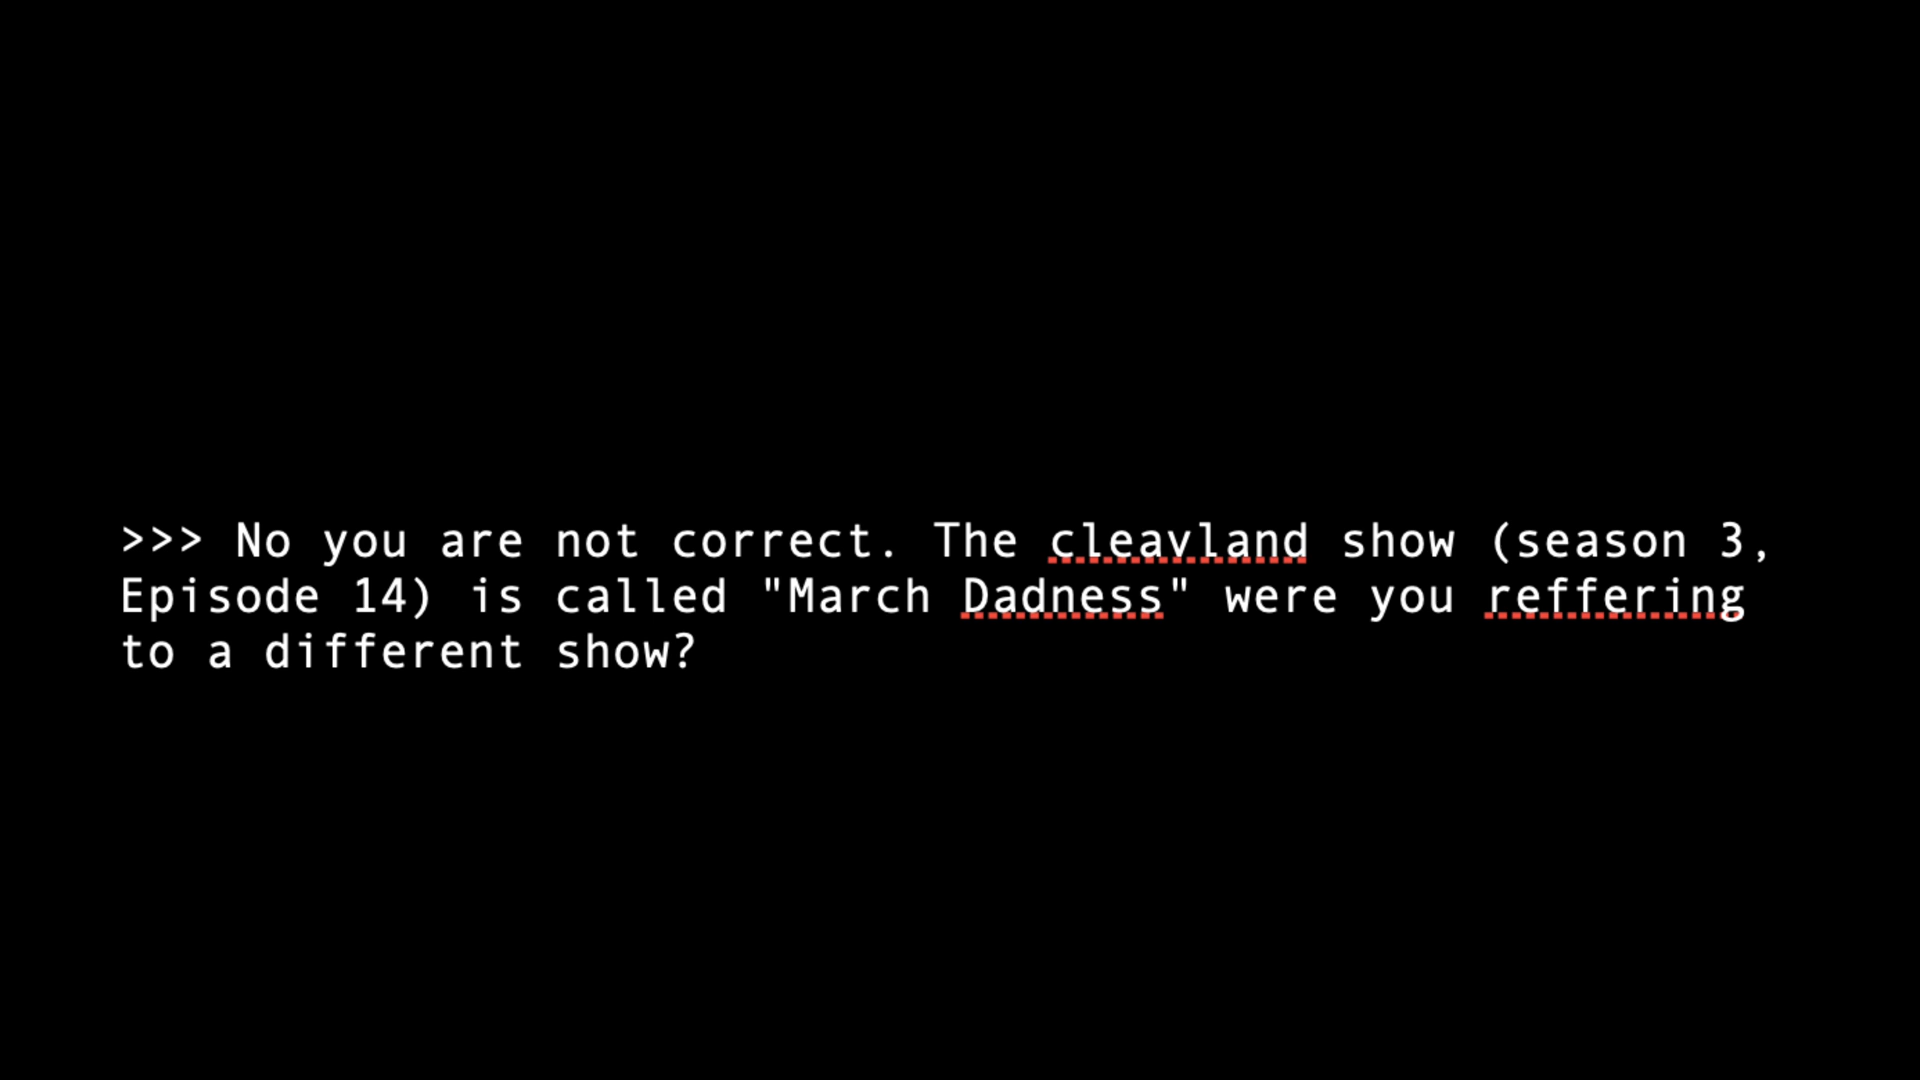 >>> No you are not correct. The cleavland show (season 3,
Episode 14) is called "March Dadness" were you reffering
to a different show?